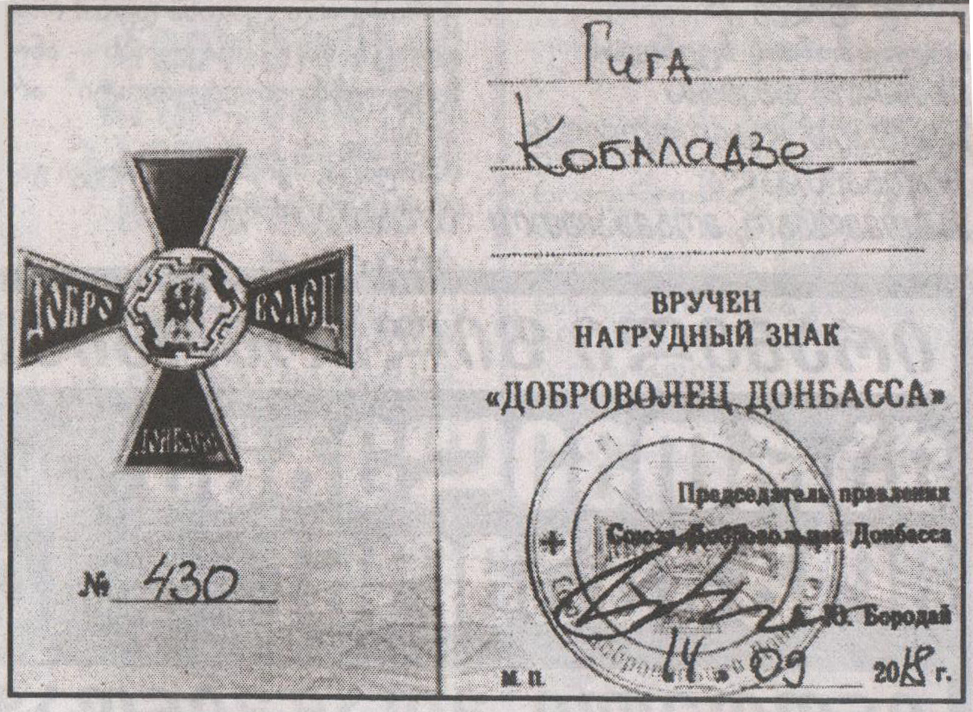 ДОБРО
ВОЛЕЦ
№ 430
Гига
Кобаладзе
ВРУЧЕН
НАГРУДНЫЙ ЗНАК
«ДОБРОВОЛЕЦ ДОНБАССА»
Председатель правления
Союза Добровольцев Донбасса
А. Ю. Бородай
М. П.
14 09 2018 г.